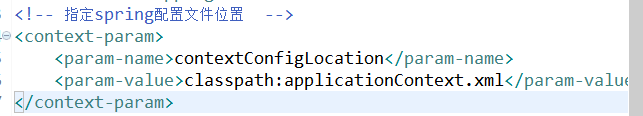 <!-- 指定spring配置文件位置  -->
<context-param>
<param-name>contextConfigLocation</param-name>
<param-value>classpath:applicationContext.xml</param-value
</context-param>